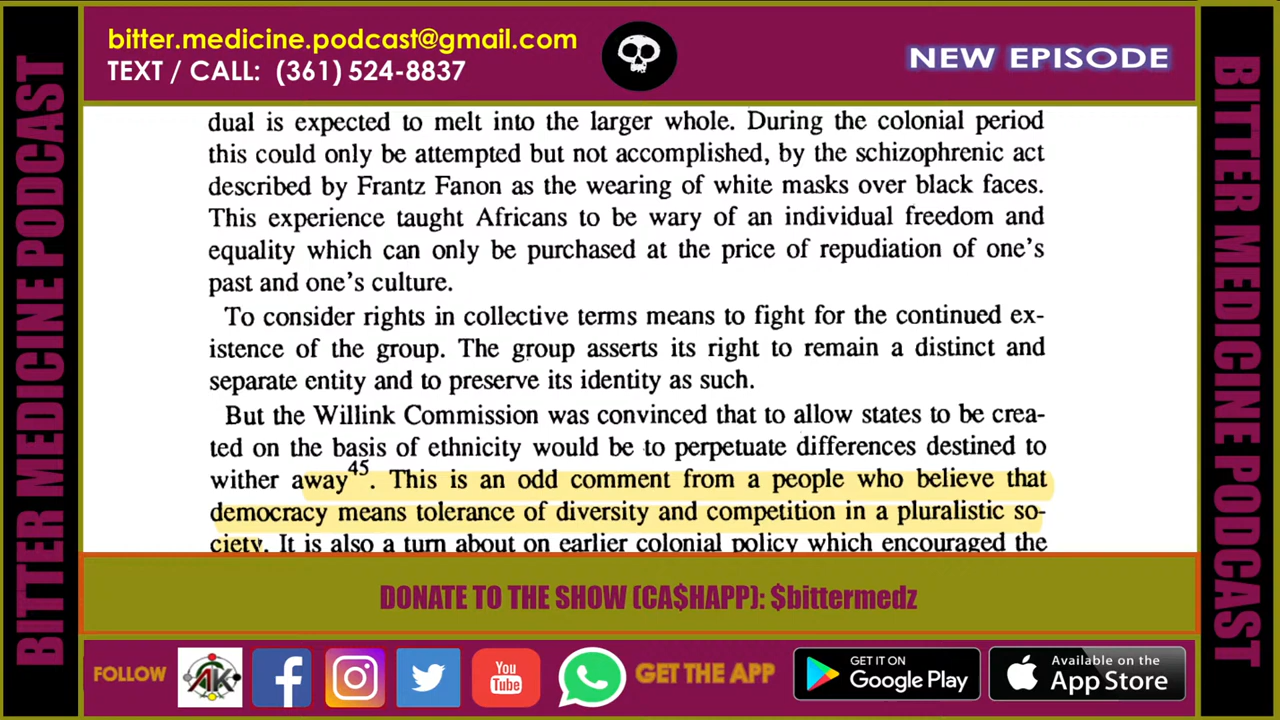 bitter.medicine.podcast@gmail.com
TEXT / CALL: (361) 524-8837
NEW EPISODE
BITTER MEDICINE PODCAST
dual is expected to melt into the larger whole. During the colonial period
this could only be attempted but not accomplished, by the schizophrenic act
described by Frantz Fanon as the wearing of white masks over black faces.
This experience taught Africans to be wary of an individual freedom and
equality which can only be purchased at the price of repudiation of one's
past and one's culture.
To consider rights in collective terms means to fight for the continued ex-
istence of the group. The group asserts its right to remain a distinct and
separate entity and to preserve its identity as such.
But the Willink Commission was convinced that to allow states to be crea-
ted on the basis of ethnicity would be to perpetuate differences destined to
wither away45. This is an odd comment from a people who believe that
democracy means tolerance of diversity and competition in a pluralistic so-
ciety. It is also a turn about on earlier colonial policy which encouraged the
BITTER MEDICINE PODCAST
DONATE TO THE SHOW (CA$HAPP): $bittermedz
FOLLOW
ATK
You
Tube
GET THE APP
GET IT ON
Google Play
Available on the
App Store